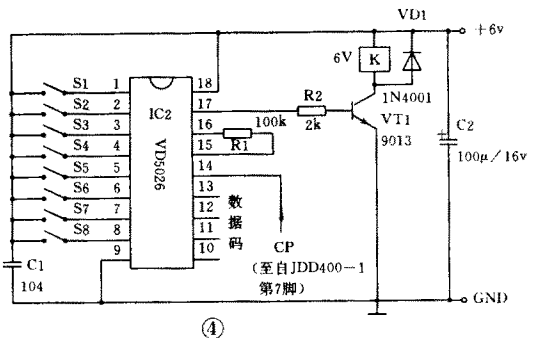 VD1
+6v
6V
K
S1 1
S2 2
S3 3
S4 4
S5 5
S6 6
S7 7
S8 8
9
IC2
VD5026
18
17
16
15
14
13
12
11
10
数据码
R2
2k
100k
R1
1N4001
VT1
9013
C2
+
100μ/16v
CP
(至自JDD400-1
第7脚)
C1
104
GND
④